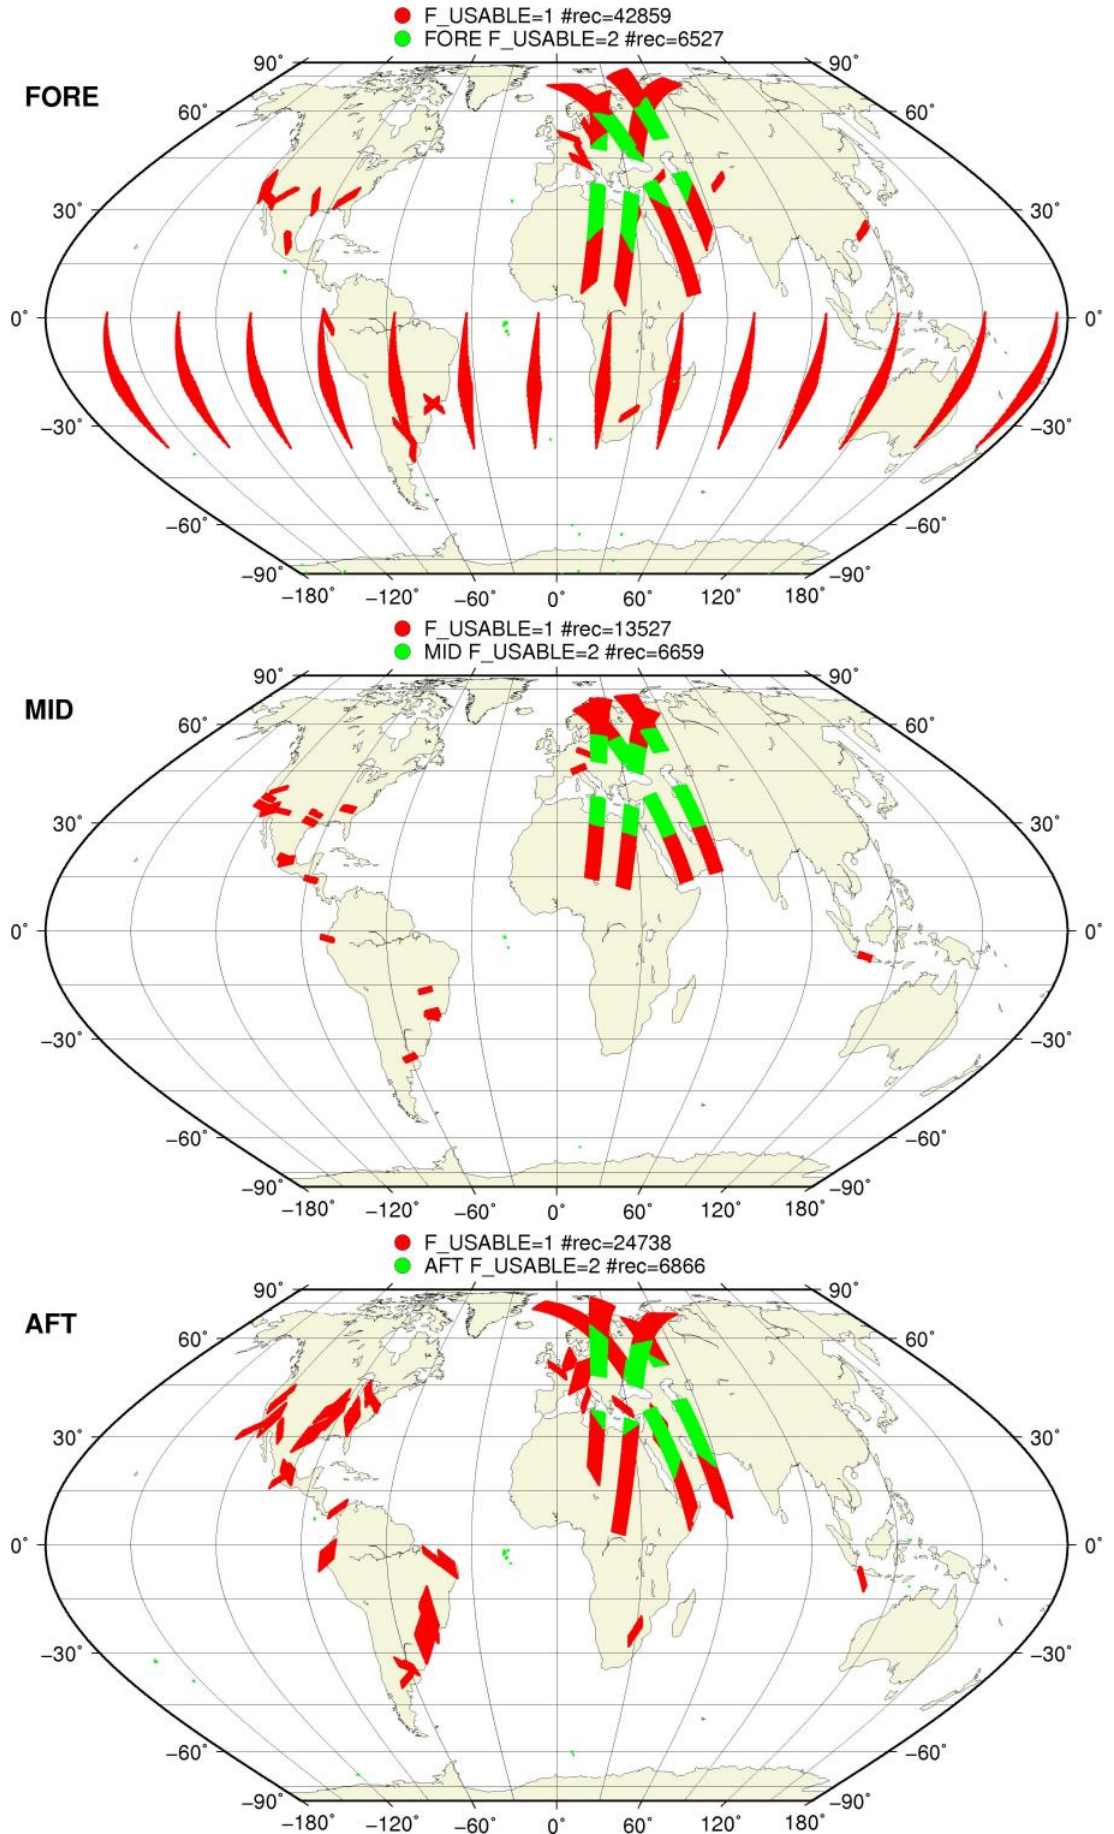 F_USABLE=1 #rec=42859
FORE F_USABLE=2 #rec=6527
FORE
90˚ 90˚
60˚ 60˚
30˚ 30˚
0˚ 0˚
−30˚ −30˚
−60˚ −60˚
−90˚ −90˚
−180˚ −120˚ −60˚ 0˚ 60˚ 120˚ 180˚
F_USABLE=1 #rec=13527
MID F_USABLE=2 #rec=6659
MID
90˚ 90˚
60˚ 60˚
30˚ 30˚
0˚ 0˚
−30˚ −30˚
−60˚ −60˚
−90˚ −90˚
−180˚ −120˚ −60˚ 0˚ 60˚ 120˚ 180˚
F_USABLE=1 #rec=24738
AFT F_USABLE=2 #rec=6866
AFT
90˚ 90˚
60˚ 60˚
30˚ 30˚
0˚ 0˚
−30˚ −30˚
−60˚ −60˚
−90˚ −90˚
−180˚ −120˚ −60˚ 0˚ 60˚ 120˚ 180˚